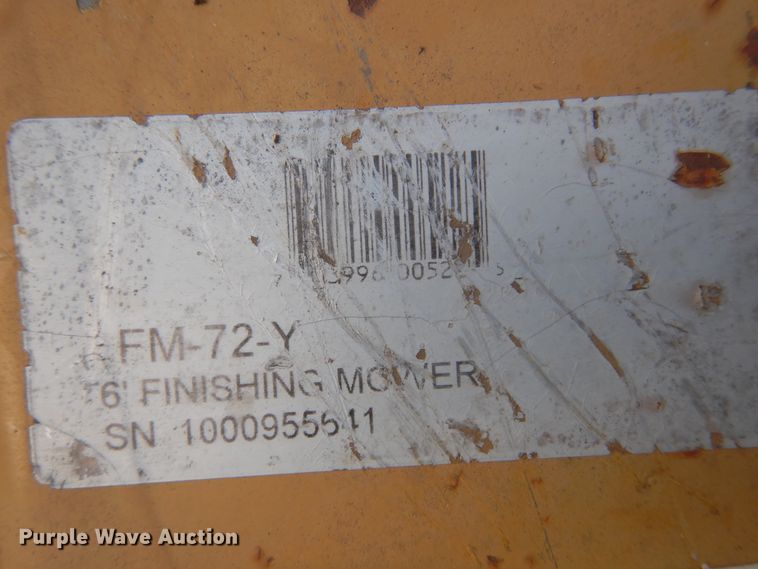 FM-72-Y
6' FINISHING MOWER
SN 1000955641
Purple Wave Auction